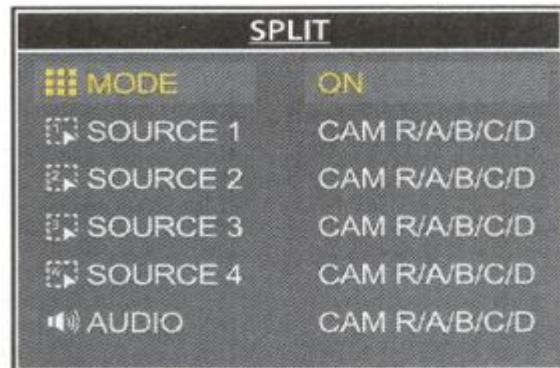 SPLIT
MODE ON
SOURCE 1 CAM R/A/B/C/D
SOURCE 2 CAM R/A/B/C/D
SOURCE 3 CAM R/A/B/C/D
SOURCE 4 CAM R/A/B/C/D
AUDIO CAM R/A/B/C/D